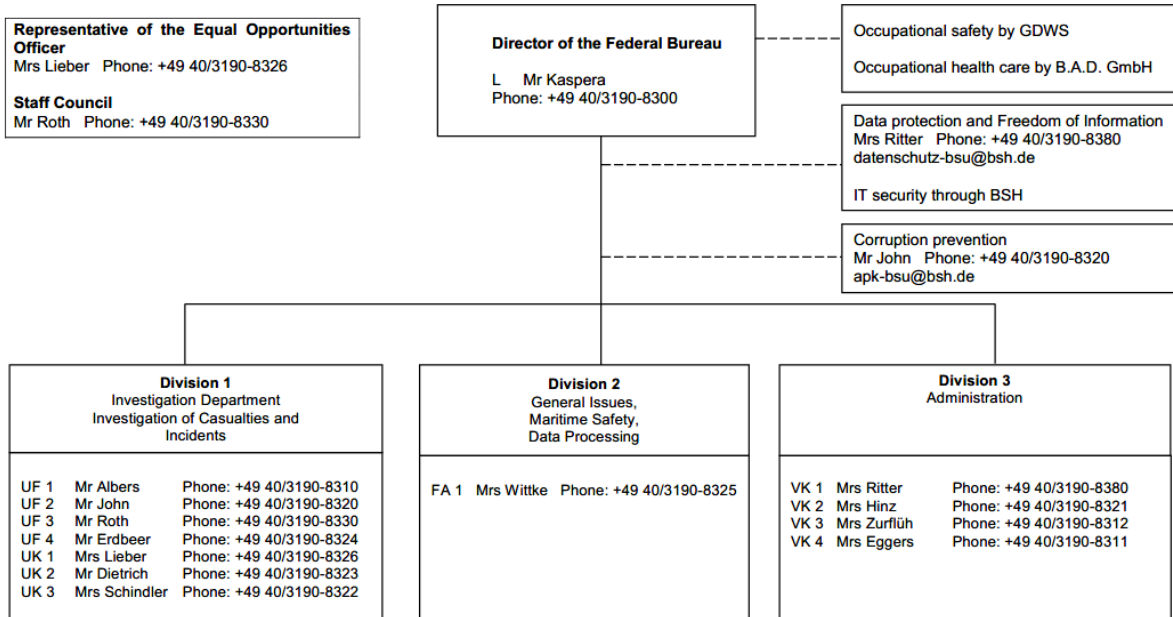 Representative of the Equal Opportunities
Officer
Mrs Lieber Phone: +49 40/3190-8326
Staff Council
Mr Roth Phone: +49 40/3190-8330
Director of the Federal Bureau
L Mr Kaspera
Phone: +49 40/3190-8300
Occupational safety by GDWS
Occupational health care by B.A.D. GmbH
Data protection and Freedom of Information
Mrs Ritter Phone: +49 40/3190-8380
datenschutz-bsu@bsh.de
IT security through BSH
Corruption prevention
Mr John Phone: +49 40/3190-8320
apk-bsu@bsh.de
Division 1
Investigation Department
Investigation of Casualties and
Incidents
UF 1 Mr Albers Phone: +49 40/3190-8310
UF 2 Mr John Phone: +49 40/3190-8320
UF 3 Mr Roth Phone: +49 40/3190-8330
UF 4 Mr Erdbeer Phone: +49 40/3190-8324
UK 1 Mrs Lieber Phone: +49 40/3190-8326
UK 2 Mr Dietrich Phone: +49 40/3190-8323
UK 3 Mrs Schindler Phone: +49 40/3190-8322
Division 2
General Issues,
Maritime Safety,
Data Processing
FA 1 Mrs Wittke Phone: +49 40/3190-8325
Division 3
Administration
VK 1 Mrs Ritter Phone: +49 40/3190-8380
VK 2 Mrs Hinz Phone: +49 40/3190-8321
VK 3 Mrs Zurflüh Phone: +49 40/3190-8312
VK 4 Mrs Eggers Phone: +49 40/3190-8311